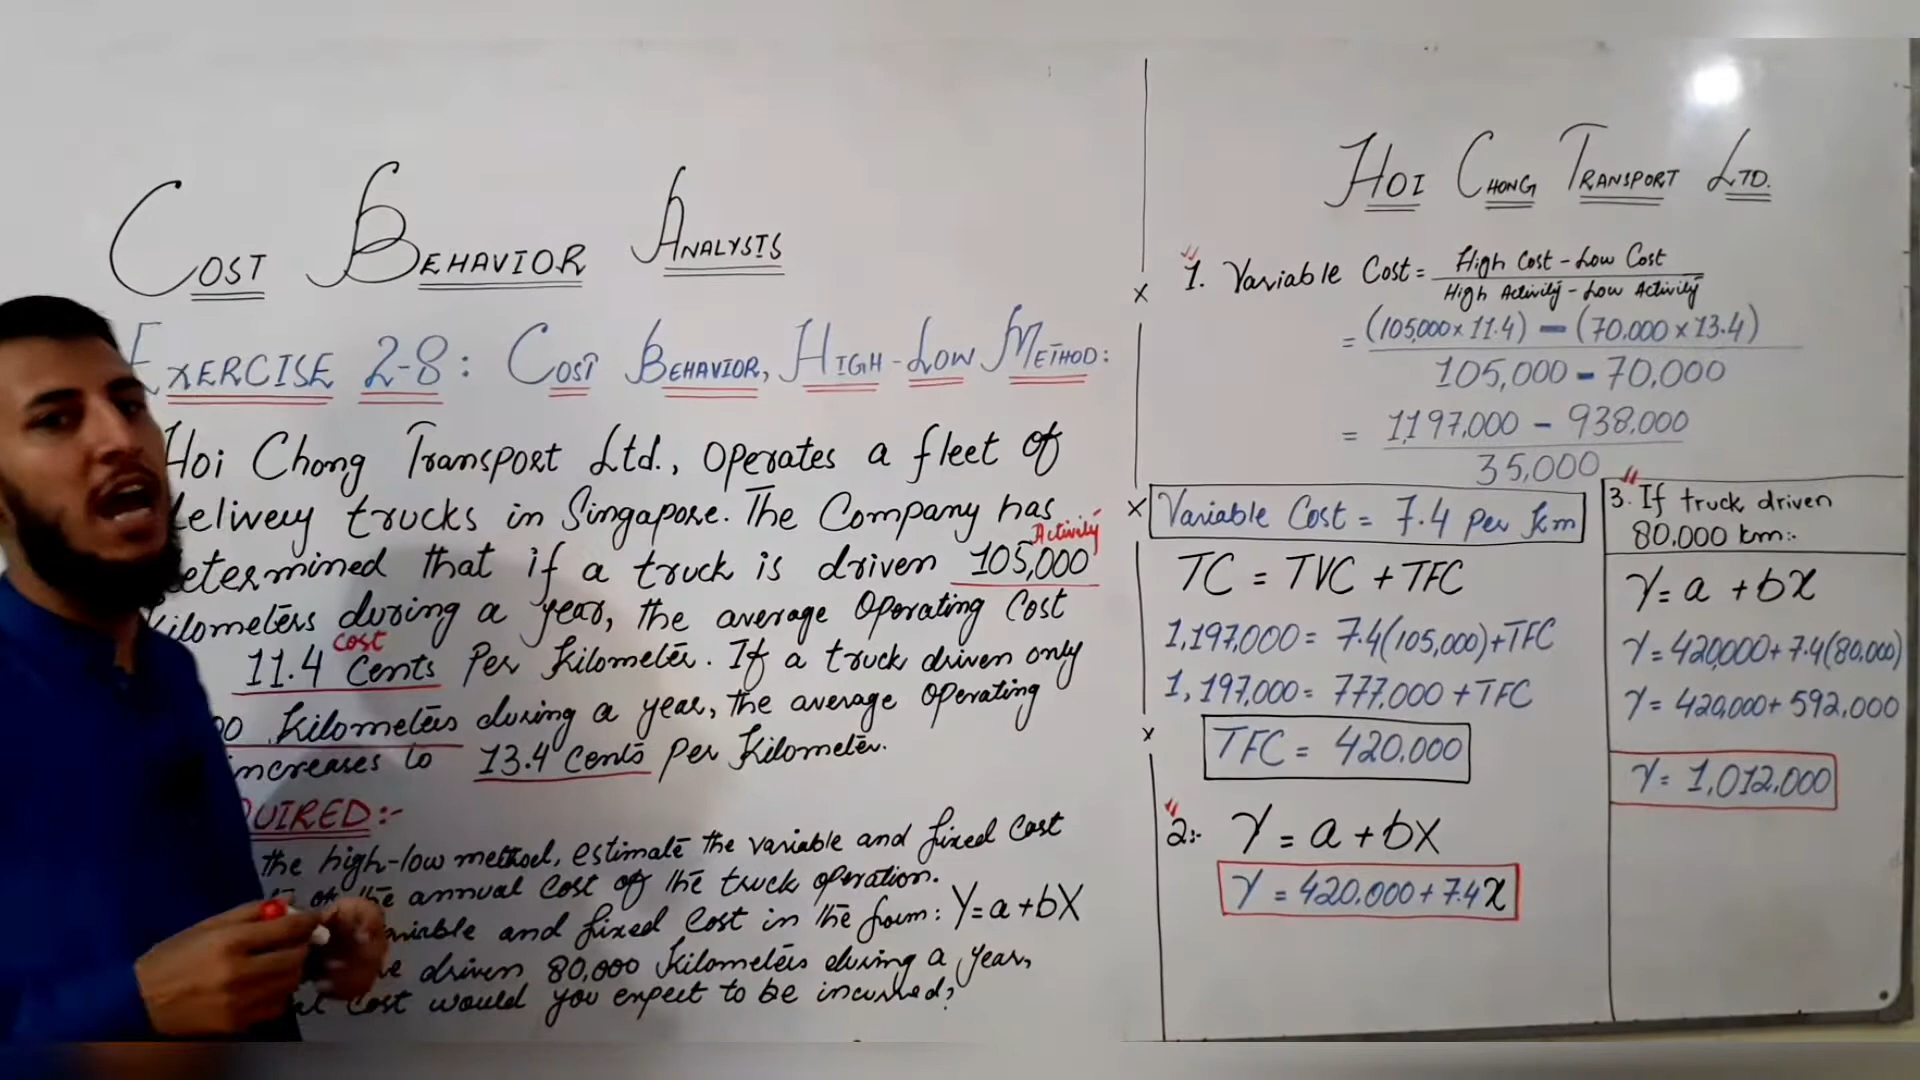 COST BEHAVIOR ANALYSIS
EXERCISE 2-8: COST BEHAVIOR, HIGH-LOW METHOD:
Hoi Chong Transport Ltd., operates a fleet of
delivery trucks in Singapore. The Company has
Activity
determined that if a truck is driven 105,000
Kilometers during a year, the average operating Cost
cost
11.4 Cents Per Kilometer. If a truck driven only
Kilometers during a year, the average operating
increases to 13.4 Cents per Kilometer.
UIRED:-
the high-low method, estimate the variable and fixed Cost
the annual cost of the truck operation.
and fixed Cost in the form: Y=a+bX
driven 80,000 Kilometers during a year,
cost would you expect to be incurred?
HOI CHONG TRANSPORT LTD.
1. Variable Cost = High Cost - Low Cost
High Activity - Low Activity
= (105,000 x 11.4) - (70,000 x 13.4)
105,000 - 70,000
= 1,197,000 - 938,000
35,000
Variable Cost = 7.4 Per Km
TC = TVC + TFC
1,197,000 = 7.4(105,000)+TFC
1,197,000 = 777,000 + TFC
TFC = 420,000
2:- Y = a + bX
Y = 420,000 + 7.4X
3. If truck driven
80,000 km:-
Y = a + bX
Y = 420,000 + 7.4(80,000)
Y = 420,000 + 592,000
Y = 1,012,000